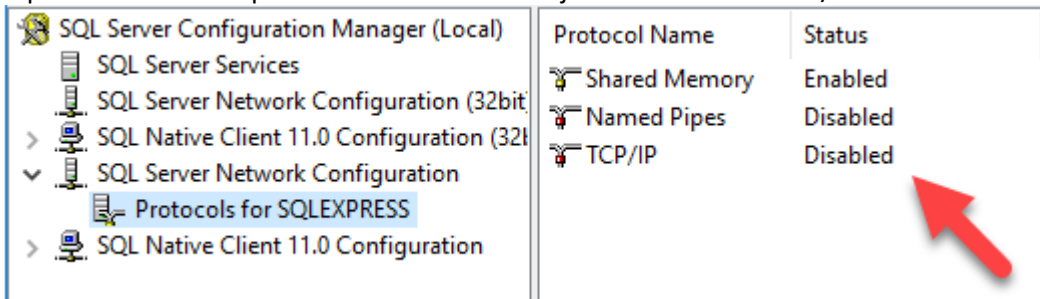 SQL Server Configuration Manager (Local)
SQL Server Services
SQL Server Network Configuration (32bit
SQL Native Client 11.0 Configuration (32
SQL Server Network Configuration
Protocols for SQLEXPRESS
SQL Native Client 11.0 Configuration
Protocol Name Status
Shared Memory Enabled
Named Pipes Disabled
TCP/IP Disabled